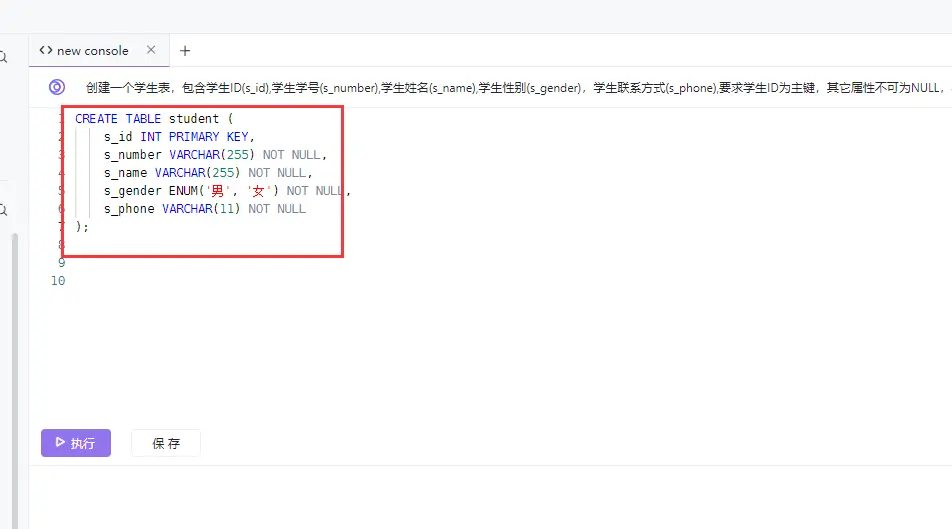 new console
创建一个学生表，包含学生ID(s_id),学生学号(s_number),学生姓名(s_name),学生性别(s_gender)，学生联系方式(s_phone),要求学生ID为主键，其它属性不可为NULL，
1 CREATE TABLE student (
2 s_id INT PRIMARY KEY,
3 s_number VARCHAR(255) NOT NULL,
4 s_name VARCHAR(255) NOT NULL,
5 s_gender ENUM('男', '女') NOT NULL,
6 s_phone VARCHAR(11) NOT NULL
7 );
8
9
10
执行 保存